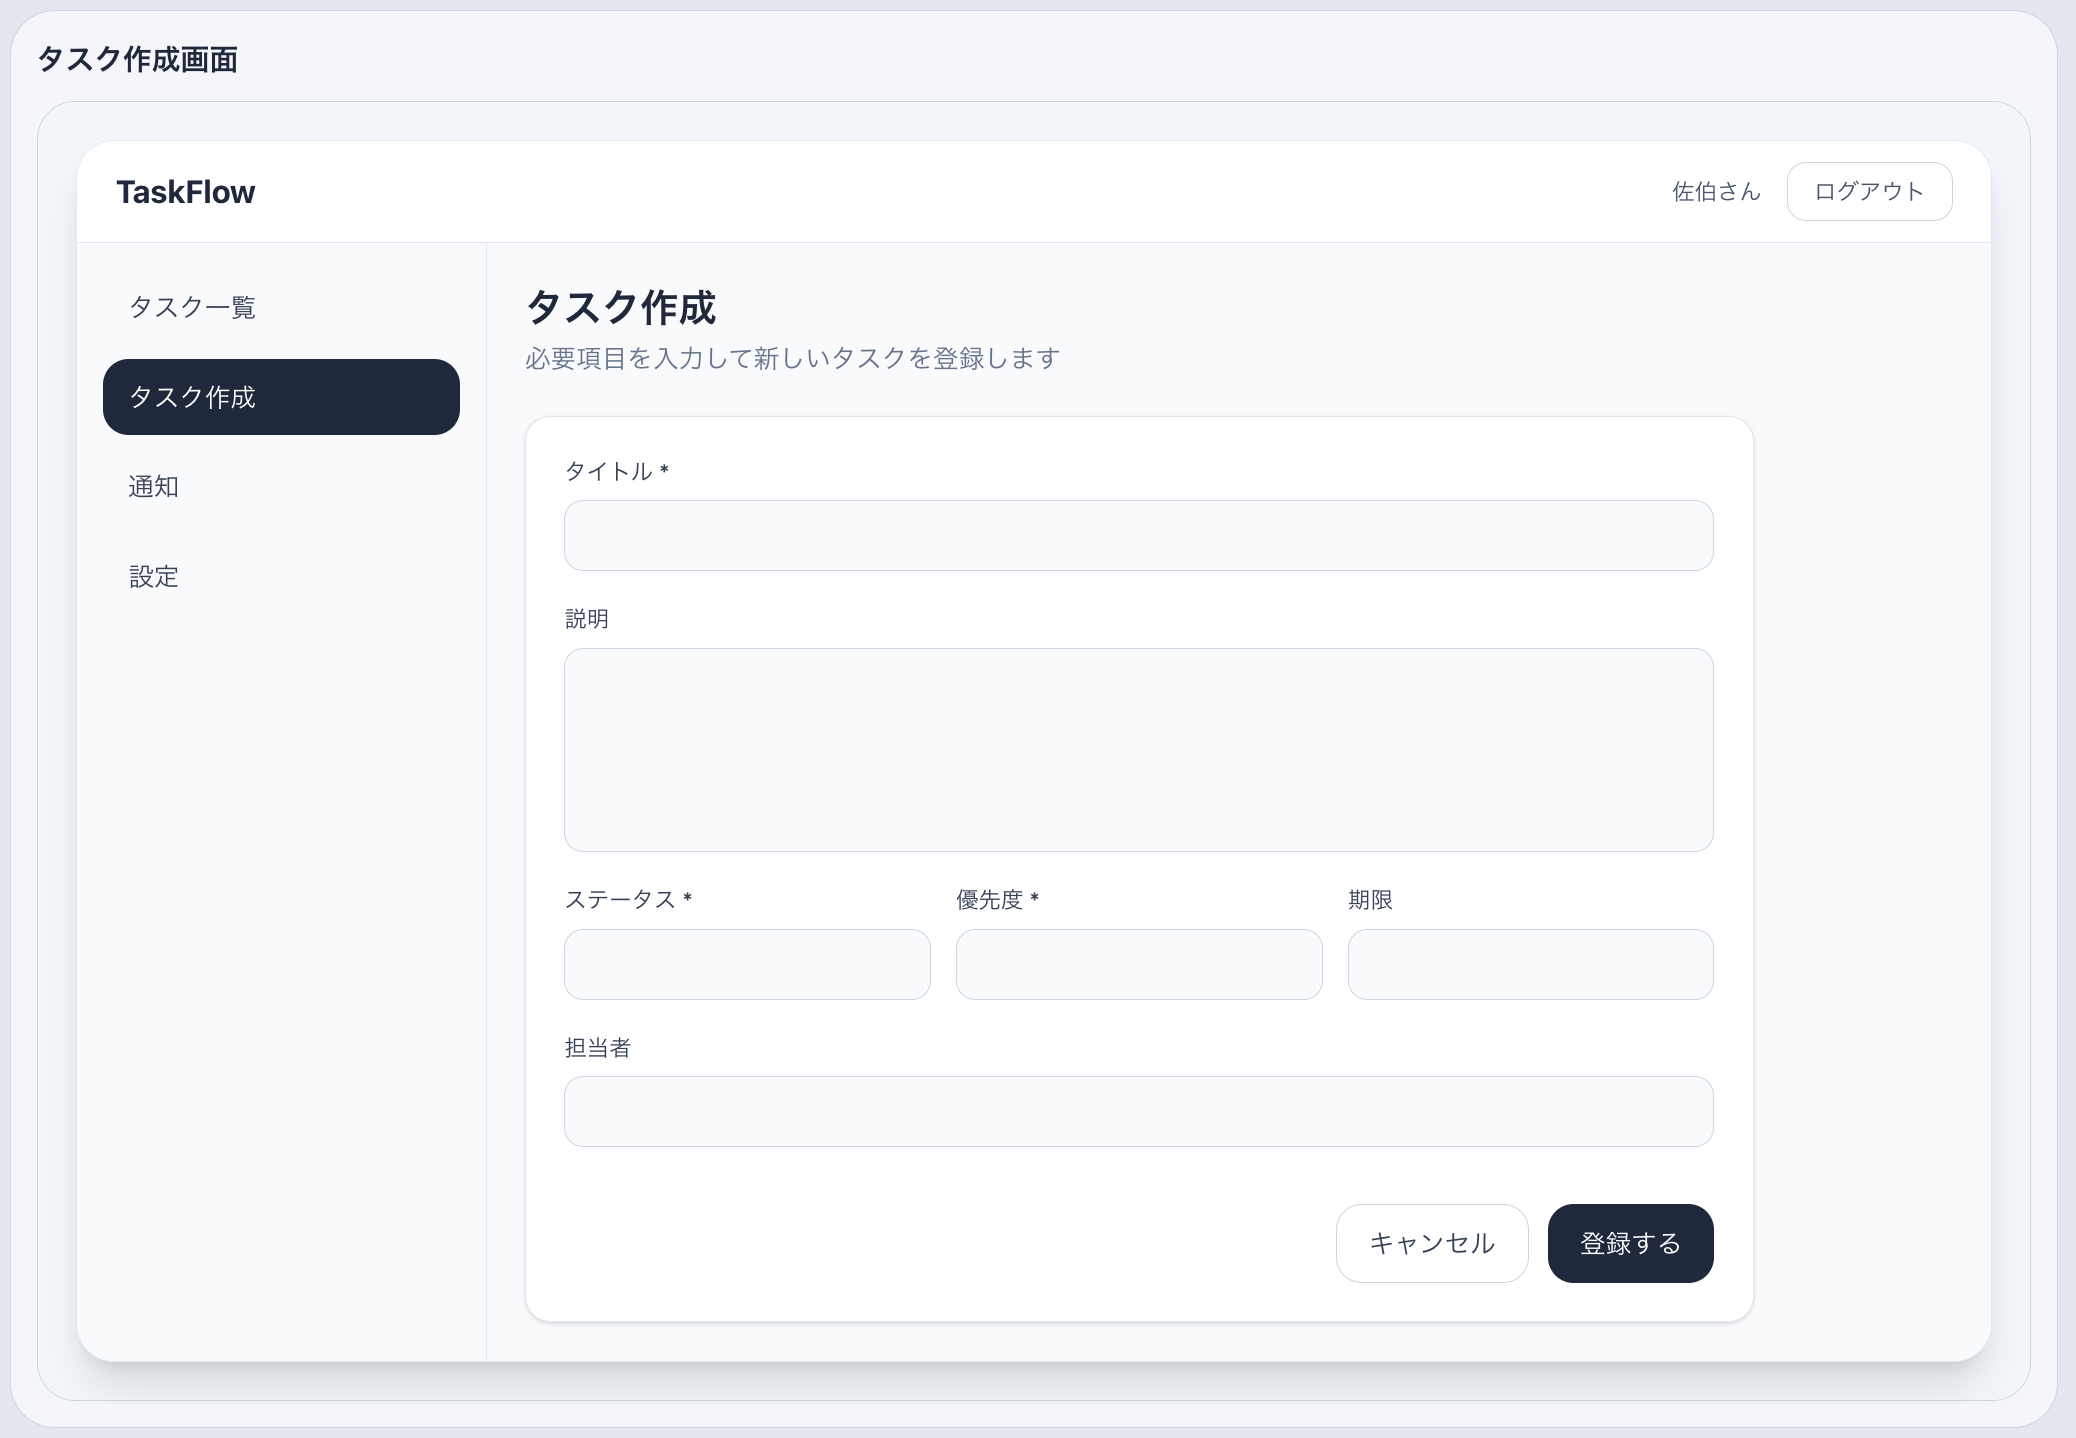 タスク作成画面
TaskFlow
佐伯さん
ログアウト
タスク一覧
タスク作成
通知
設定
タスク作成
必要項目を入力して新しいタスクを登録します
タイトル *
説明
ステータス *
優先度 *
期限
担当者
キャンセル
登録する